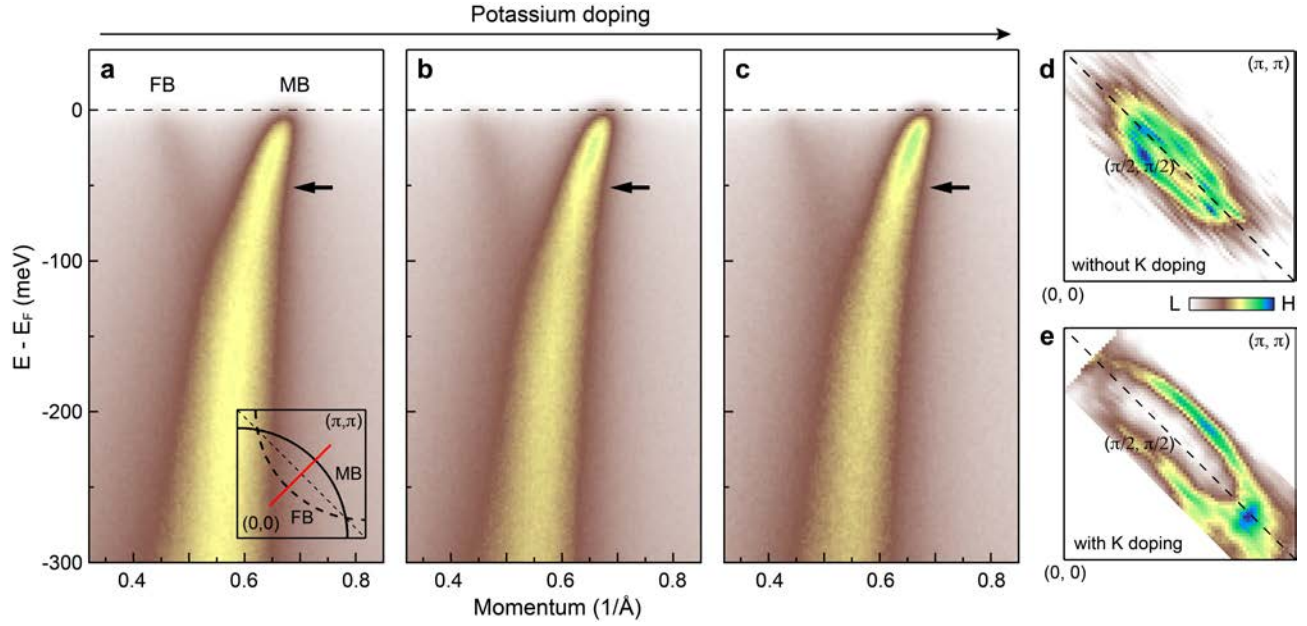 Potassium doping
a
FB
MB
b
c
d
(π, π)
(π/2, π/2)
without K doping
(0, 0)
L
H
e
(π, π)
(π/2, π/2)
with K doping
(0, 0)
E - E_F (meV)
0
-100
-200
-300
(π,π)
MB
FB
(0,0)
0.4
0.6
0.8
0.4
0.6
0.8
0.4
0.6
0.8
Momentum (1/Å)